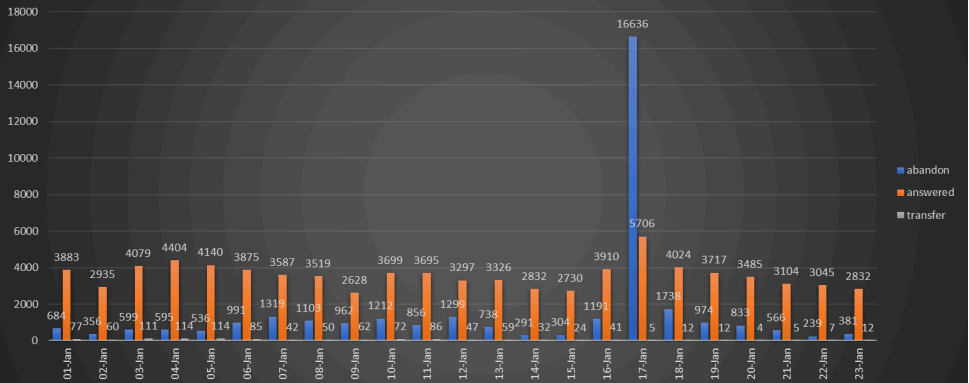 18000
16000
14000
12000
10000
8000
6000
4000
2000
0
684 3883 77
356 2935 60
599 4079 111
595 4404 114
536 4140 114
991 3875 85
1319 3587 42
1103 3519 50
962 2628 62
1212 3699 72
856 3695 86
1299 3297 47
738 3326 59
291 2832 32
304 2730 24
1191 3910 41
16636 5706 5
1738 4024 12
974 3717 12
833 3485 4
566 3104 5
239 3045 7
381 2832 12
01-Jan
02-Jan
03-Jan
04-Jan
05-Jan
06-Jan
07-Jan
08-Jan
09-Jan
10-Jan
11-Jan
12-Jan
13-Jan
14-Jan
15-Jan
16-Jan
17-Jan
18-Jan
19-Jan
20-Jan
21-Jan
22-Jan
23-Jan
abandon
answered
transfer